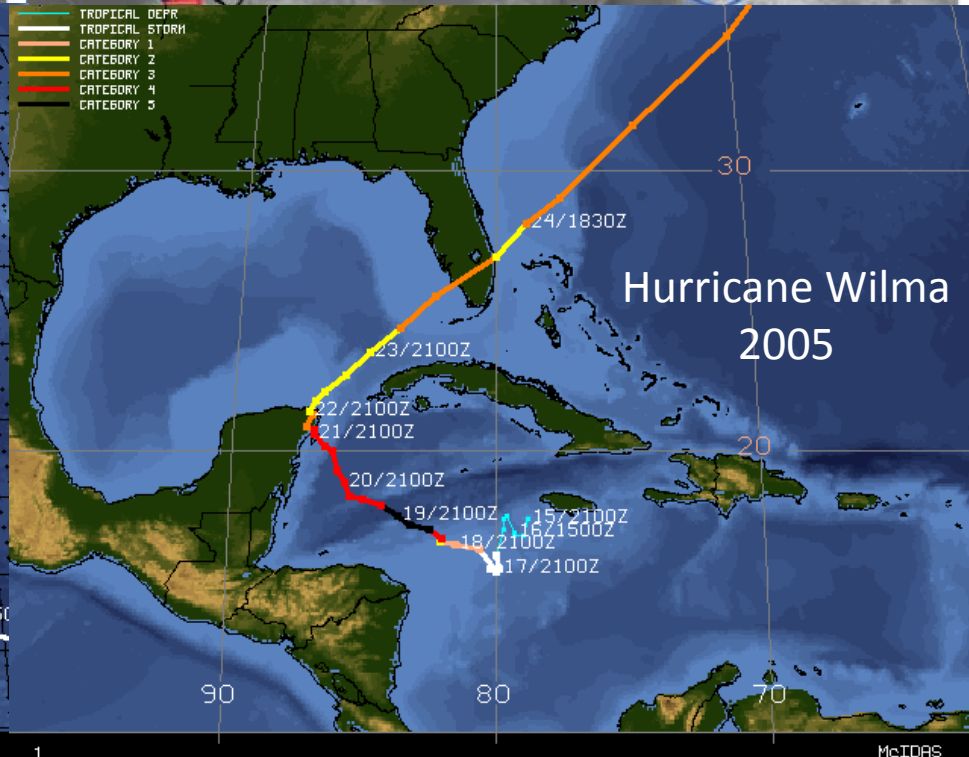 TROPICAL DEPR
TROPICAL STORM
CATEGORY 1
CATEGORY 2
CATEGORY 3
CATEGORY 4
CATEGORY 5
30
24/1830Z
Hurricane Wilma
2005
23/2100Z
22/2100Z
21/2100Z
20
20/2100Z
19/2100Z
15/2100Z
16/1500Z
18/2100Z
17/2100Z
90
80
70
1
McIDAS